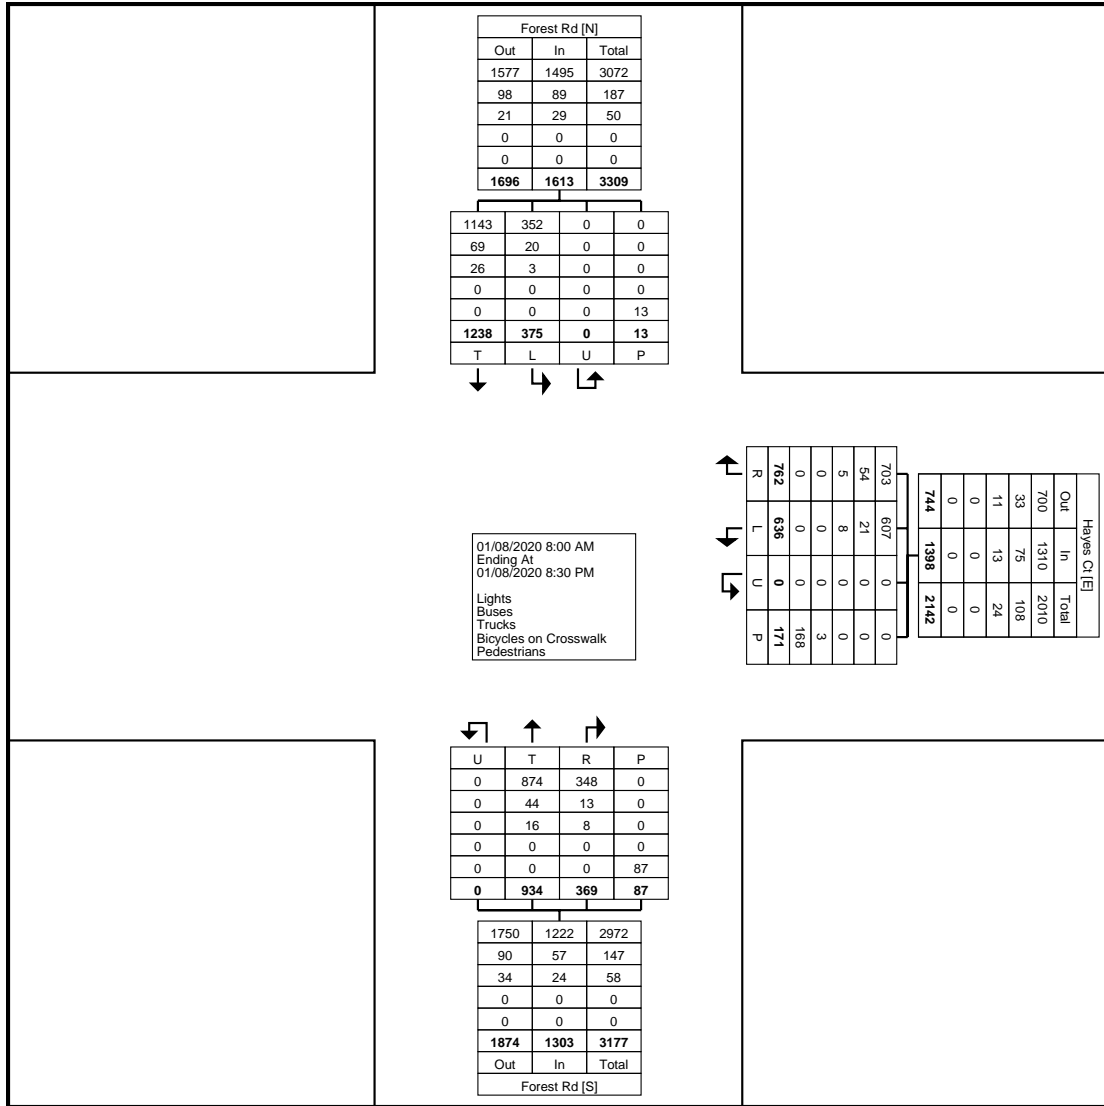 Forest Rd [N]
Out In Total
1577 1495 3072
98 89 187
21 29 50
0 0 0
0 0 0
1696 1613 3309
1143 352 0 0
69 20 0 0
26 3 0 0
0 0 0 0
0 0 0 13
1238 375 0 13
T L U P
Hayes Ct [E]
Out In Total
700 1310 2010
33 75 108
11 13 24
0 0 0
0 0 0
744 1398 2142
703 607 0 0
54 21 0 0
5 8 0 0
0 0 0 3
0 0 0 168
762 636 0 171
R L U P
01/08/2020 8:00 AM
Ending At
01/08/2020 8:30 PM
Lights
Buses
Trucks
Bicycles on Crosswalk
Pedestrians
U T R P
0 874 348 0
0 44 13 0
0 16 8 0
0 0 0 0
0 0 0 87
0 934 369 87
1750 1222 2972
90 57 147
34 24 58
0 0 0
0 0 0
1874 1303 3177
Out In Total
Forest Rd [S]